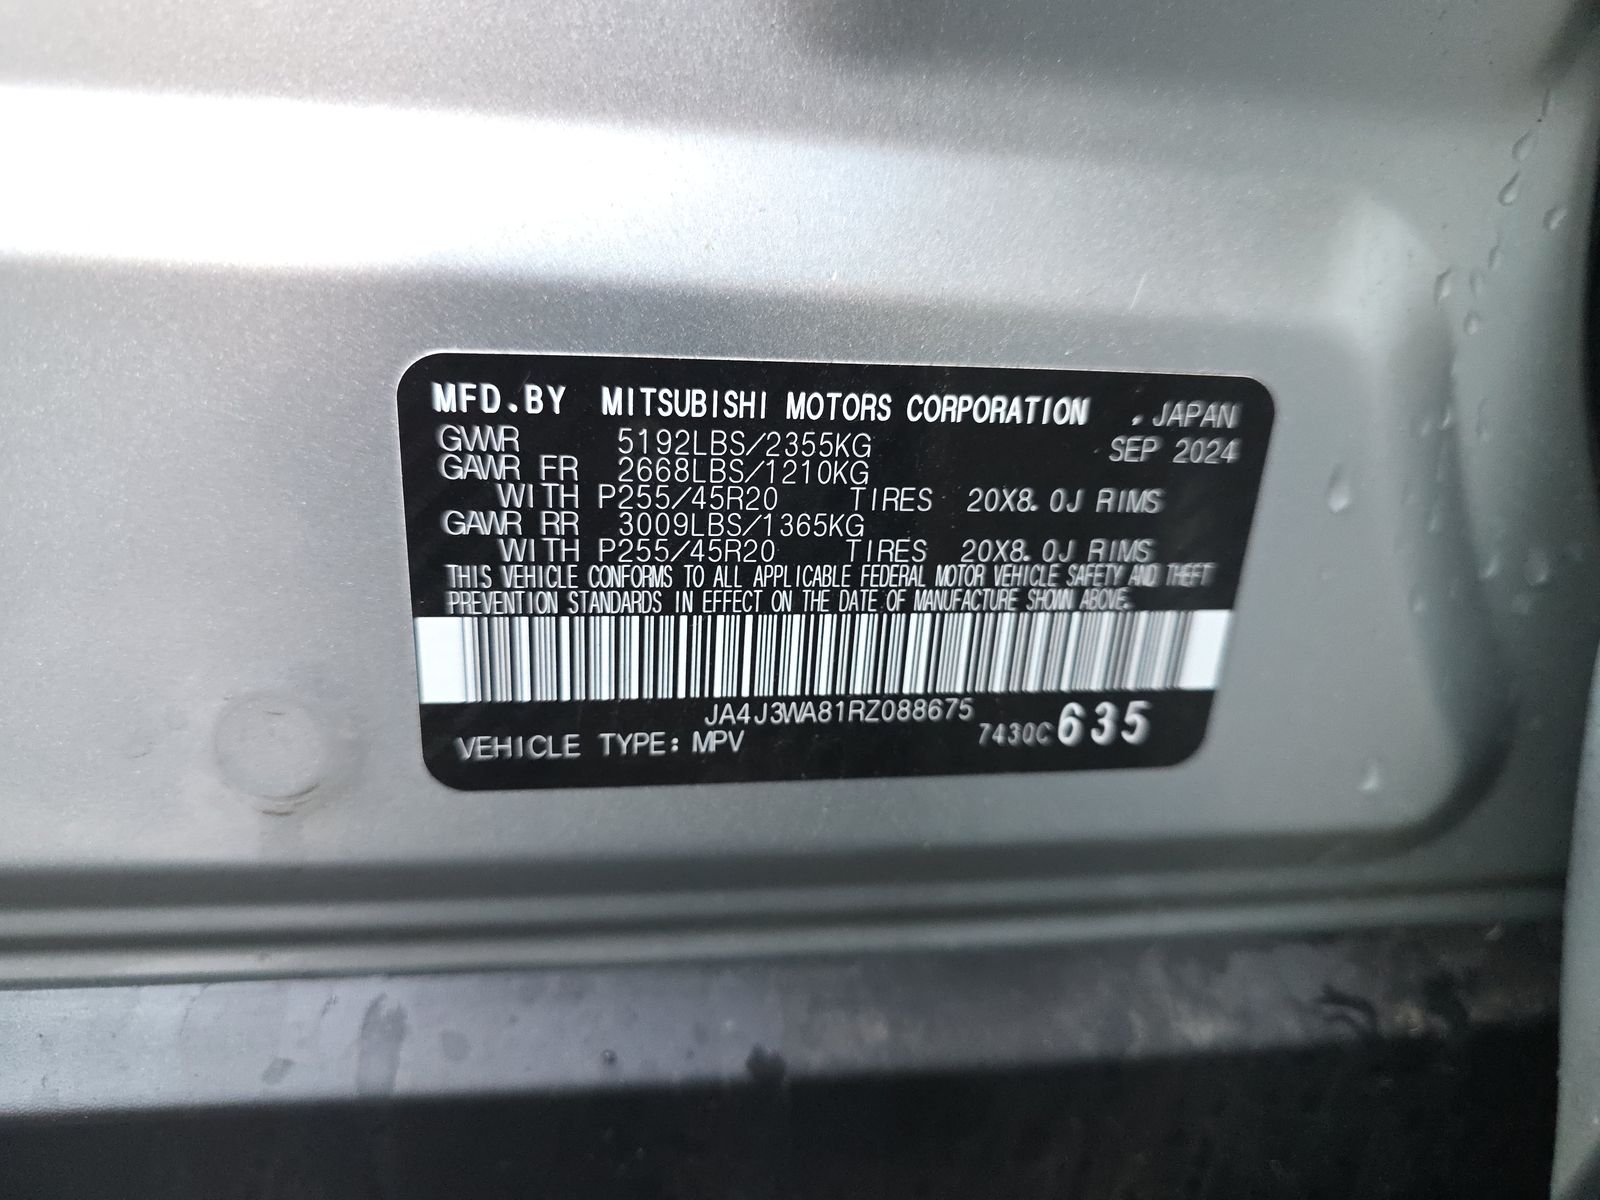 MFD.BY MITSUBISHI MOTORS CORPORATION , JAPAN
GVWR 5192LBS/2355KG SEP 2024
GAWR FR 2668LBS/1210KG
WITH P255/45R20 TIRES 20X8.0J RIMS
GAWR RR 3009LBS/1365KG
WITH P255/45R20 TIRES 20X8.0J RIMS
THIS VEHICLE CONFORMS TO ALL APPLICABLE FEDERAL MOTOR VEHICLE SAFETY AND THEFT
PREVENTION STANDARDS IN EFFECT ON THE DATE OF MANUFACTURE SHOWN ABOVE.
JA4J3WA81RZ088675
VEHICLE TYPE: MPV 7430C 635